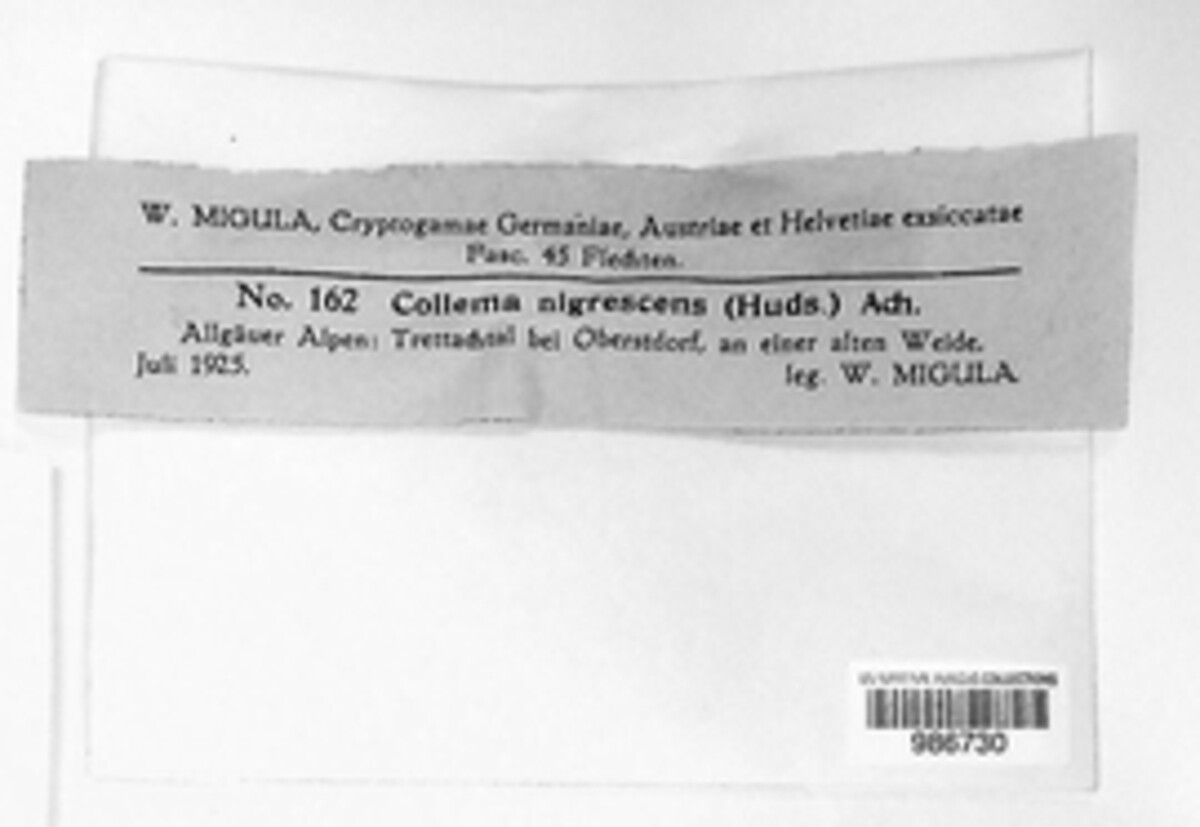 W. MIGULA, Cryptogamae Germaniae, Austriae et Helvetiae exsiccatae
Fasc. 45 Flechten.
No. 162 Collema nigrescens (Huds.) Ach.
Allgäuer Alpen: Trettachtal bei Oberstdorf, an einer alten Weide.
Juli 1925.
leg. W. MIGULA
986730